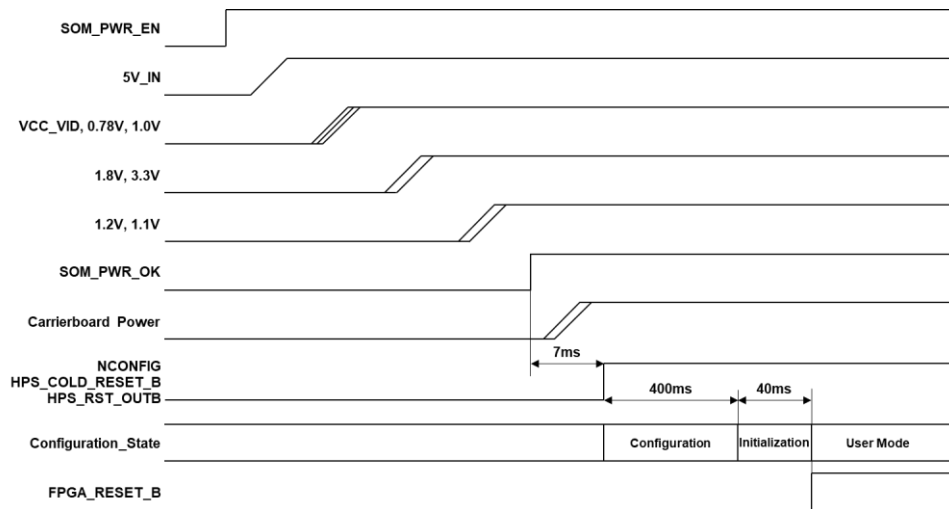 SOM_PWR_EN
5V_IN
VCC_VID, 0.78V, 1.0V
1.8V, 3.3V
1.2V, 1.1V
SOM_PWR_OK
Carrierboard Power
7ms
NCONFIG
HPS_COLD_RESET_B
HPS_RST_OUTB
400ms
40ms
Configuration_State
Configuration
Initialization
User Mode
FPGA_RESET_B